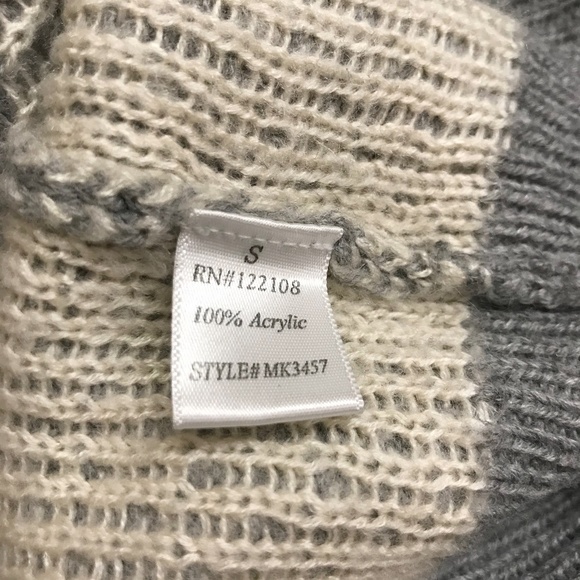 S
RN#122108
100% Acrylic
STYLE# MK3457